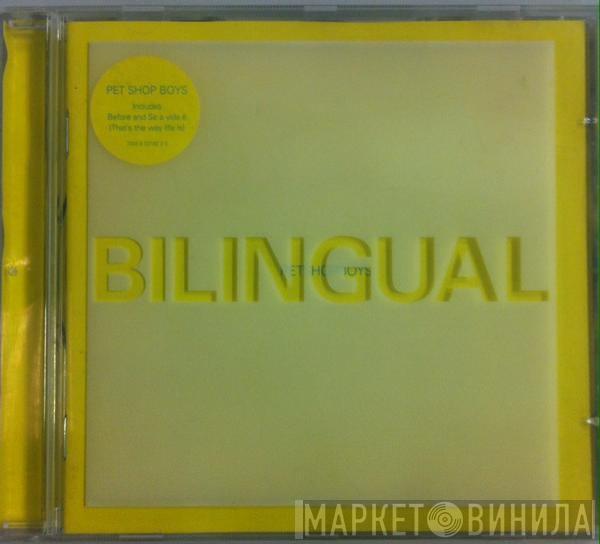 PET SHOP BOYS
Includes
Before and Se a vida é
(That's the way life is)
BILINGUAL
PET SHOP BOYS
МАРКЕТ ВИНИЛА